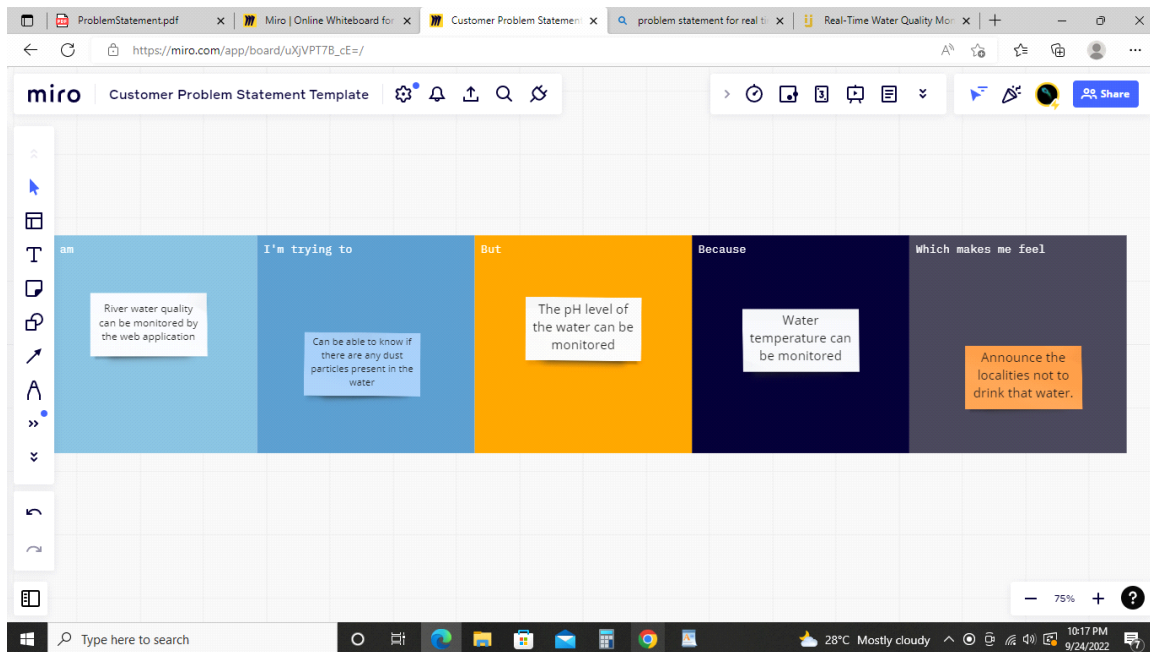 ProblemStatement.pdf
Miro | Online Whiteboard for
Customer Problem Statement
problem statement for real ti
Real-Time Water Quality Mon
https://miro.com/app/board/uXjVPT7B_cE=/
miro
Customer Problem Statement Template
3
Share
am
I'm trying to
But
Because
Which makes me feel
River water quality
can be monitored by
the web application
Can be able to know if
there are any dust
particles present in the
water
The pH level of
the water can be
monitored
Water
temperature can
be monitored
Announce the
localities not to
drink that water.
75%
?
Type here to search
28°C Mostly cloudy
10:17 PM
9/24/2022
7